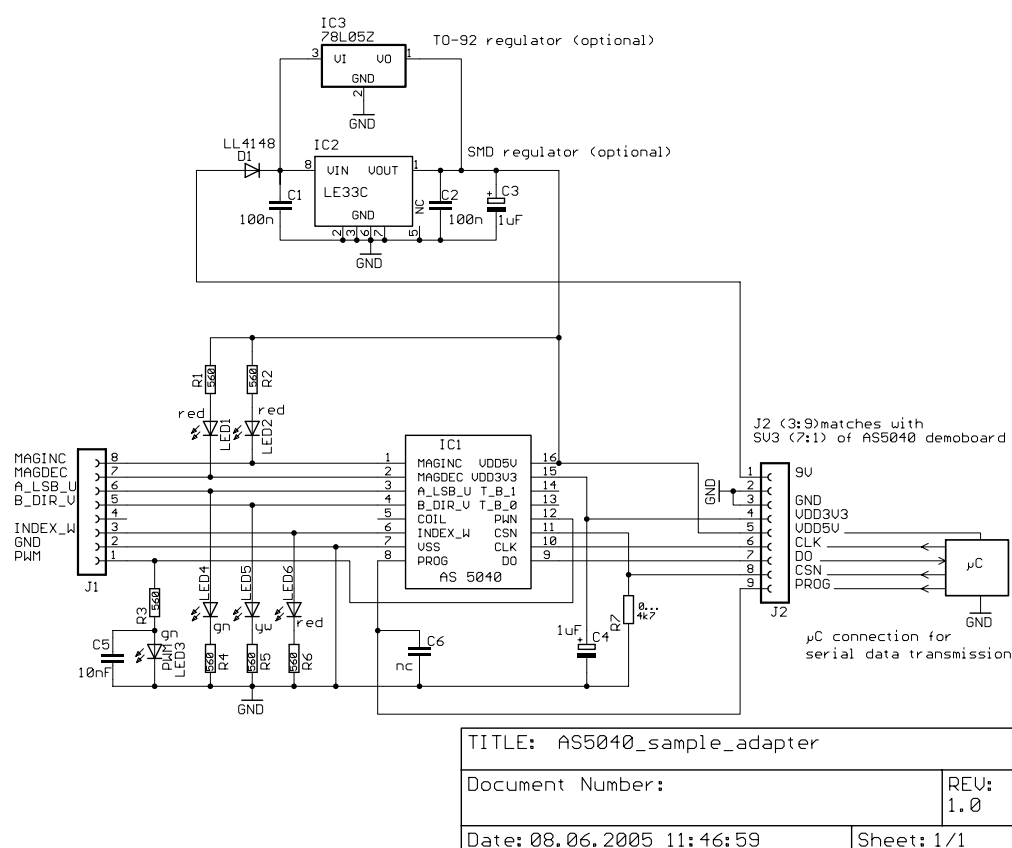 IC3
78L05Z
TO-92 regulator (optional)
3 VI VO 1
GND
2
GND
LL4148
D1
IC2
SMD regulator (optional)
8 VIN VOUT 1
LE33C
GND
NC
2 3 6 7 5
C1
100n
C2
100n
C3
+
1uF
GND
R1 560
R2 560
red
LED1
red
LED2
J2 (3:9)matches with
SV3 (7:1) of AS5040 demoboard
IC1
MAGINC 8
MAGDEC 7
A_LSB_U 6
B_DIR_V 5
4
INDEX_W 3
GND 2
PWM 1
J1
1 MAGINC VDD5V 16
2 MAGDEC VDD3V3 15
3 A_LSB_U T_B_1 14
4 B_DIR_V T_B_0 13
5 COIL PWN 12
6 INDEX_W CSN 11
7 VSS CLK 10
8 PROG DO 9
AS 5040
GND
1 9V
2
3 GND
4 VDD3V3
5 VDD5V
6 CLK
7 DO
8 CSN
9 PROG
J2
µC
GND
µC connection for
serial data transmission
LED4
gn
LED5
yw
LED6
red
R3 560
gn
PWM
LED3
C5
10nF
R4 560
R5 560
R6 560
GND
C6
nc
1uF
+
C4
R7
0...
4k7
TITLE: AS5040_sample_adapter
Document Number:
REV:
1.0
Date: 08.06.2005 11:46:59
Sheet: 1/1